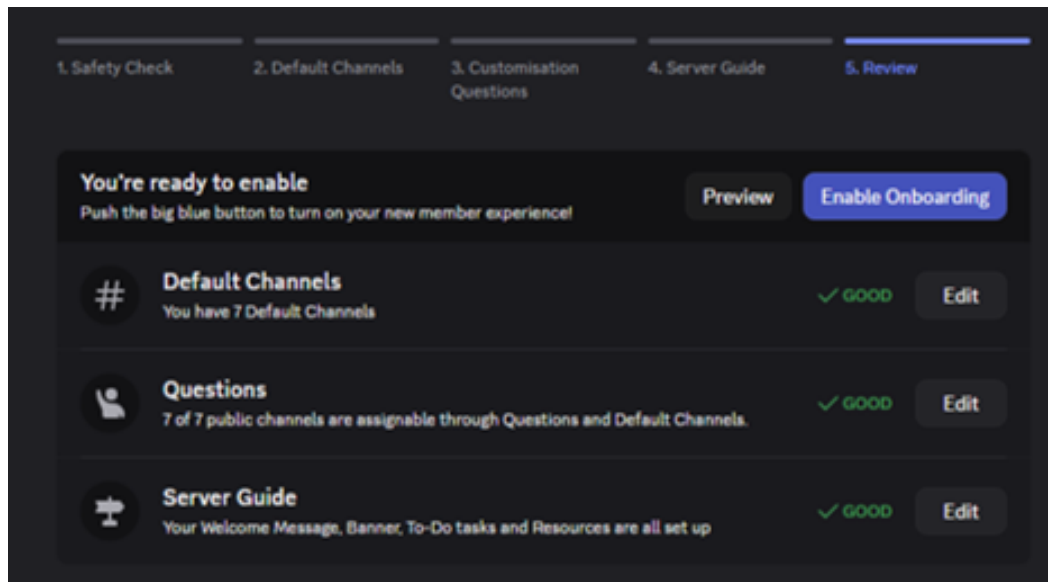 1. Safety Check
2. Default Channels
3. Customisation
Questions
4. Server Guide
5. Review
You're ready to enable
Push the big blue button to turn on your new member experience!
Preview
Enable Onboarding
Default Channels
You have 7 Default Channels
GOOD
Edit
Questions
7 of 7 public channels are assignable through Questions and Default Channels.
GOOD
Edit
Server Guide
Your Welcome Message, Banner, To-Do tasks and Resources are all set up
GOOD
Edit